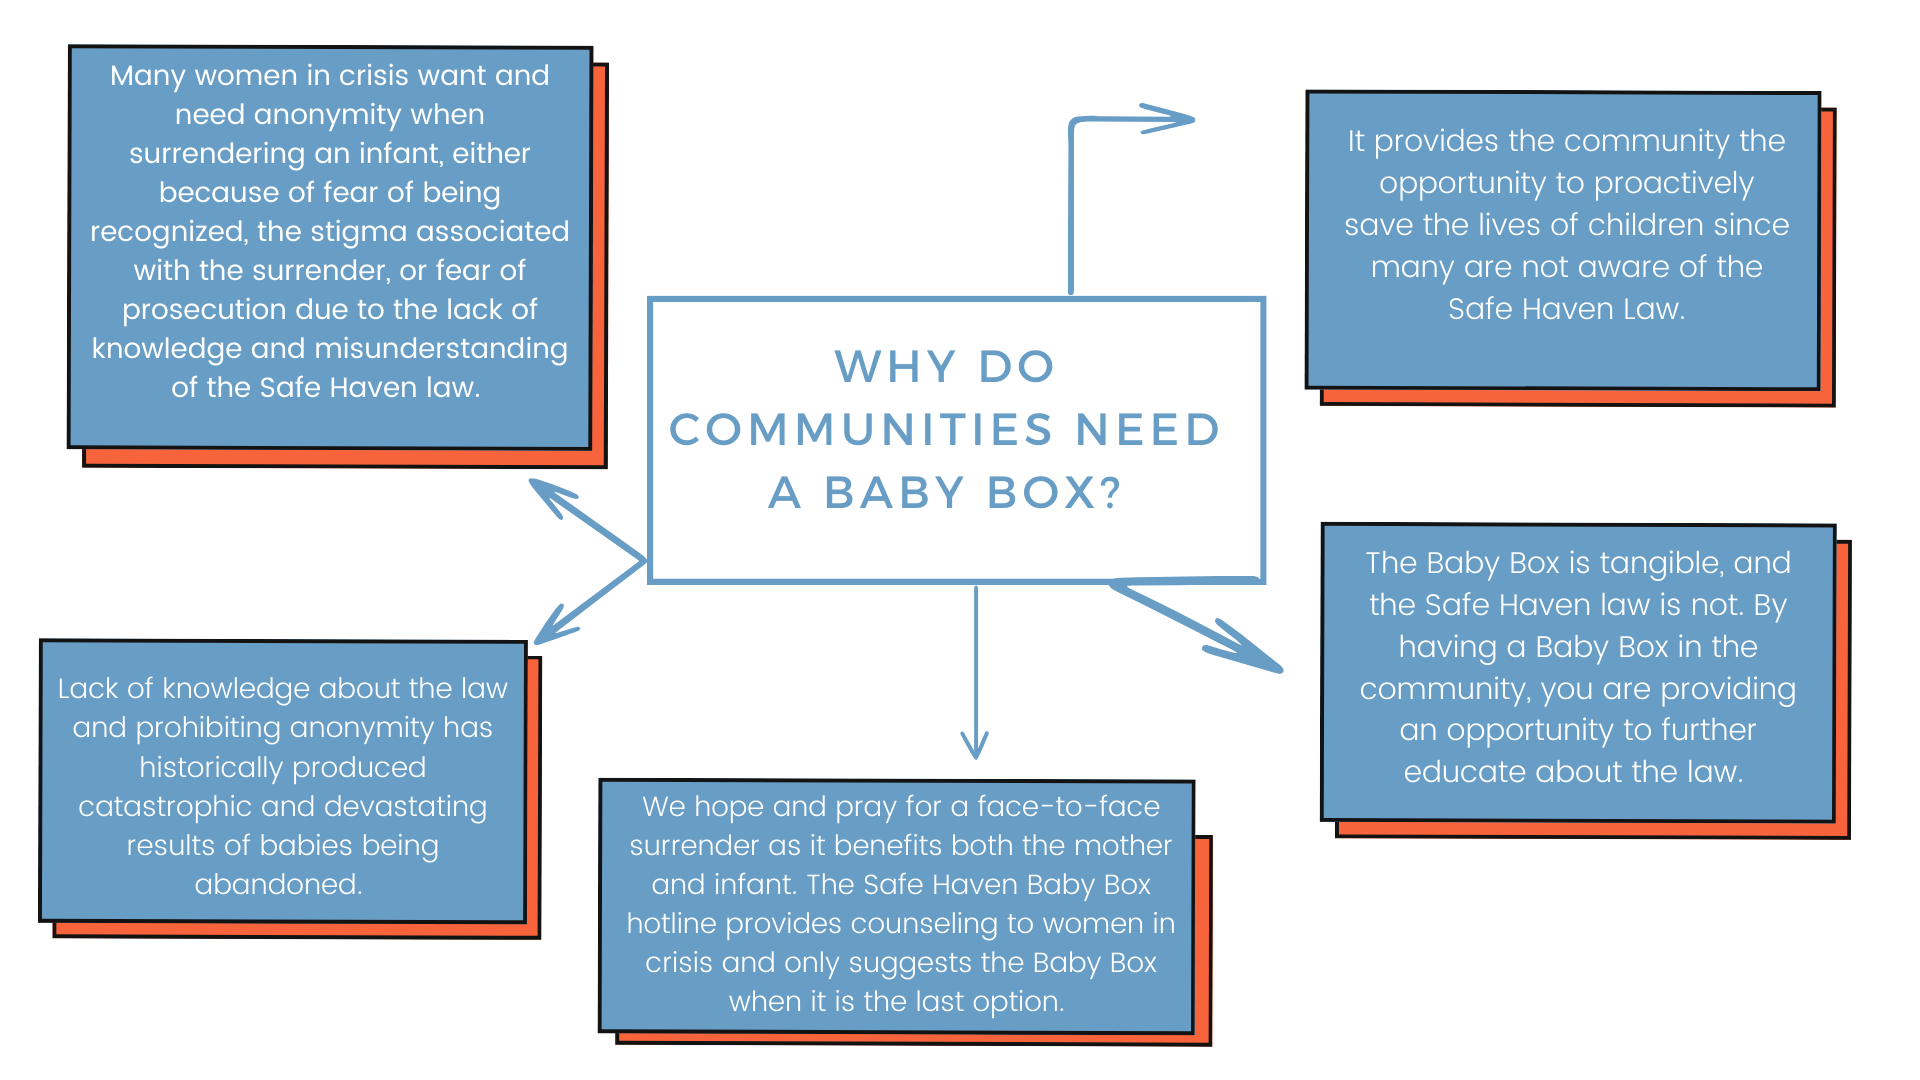 Many women in crisis want and
need anonymity when
surrendering an infant, either
because of fear of being
recognized, the stigma associated
with the surrender, or fear of
prosecution due to the lack of
knowledge and misunderstanding
of the Safe Haven law.
It provides the community the
opportunity to proactively
save the lives of children since
many are not aware of the
Safe Haven Law.
WHY DO
COMMUNITIES NEED
A BABY BOX?
The Baby Box is tangible, and
the Safe Haven law is not. By
having a Baby Box in the
community, you are providing
an opportunity to further
educate about the law.
Lack of knowledge about the law
and prohibiting anonymity has
historically produced
catastrophic and devastating
results of babies being
abandoned.
We hope and pray for a face-to-face
surrender as it benefits both the mother
and infant. The Safe Haven Baby Box
hotline provides counseling to women in
crisis and only suggests the Baby Box
when it is the last option.